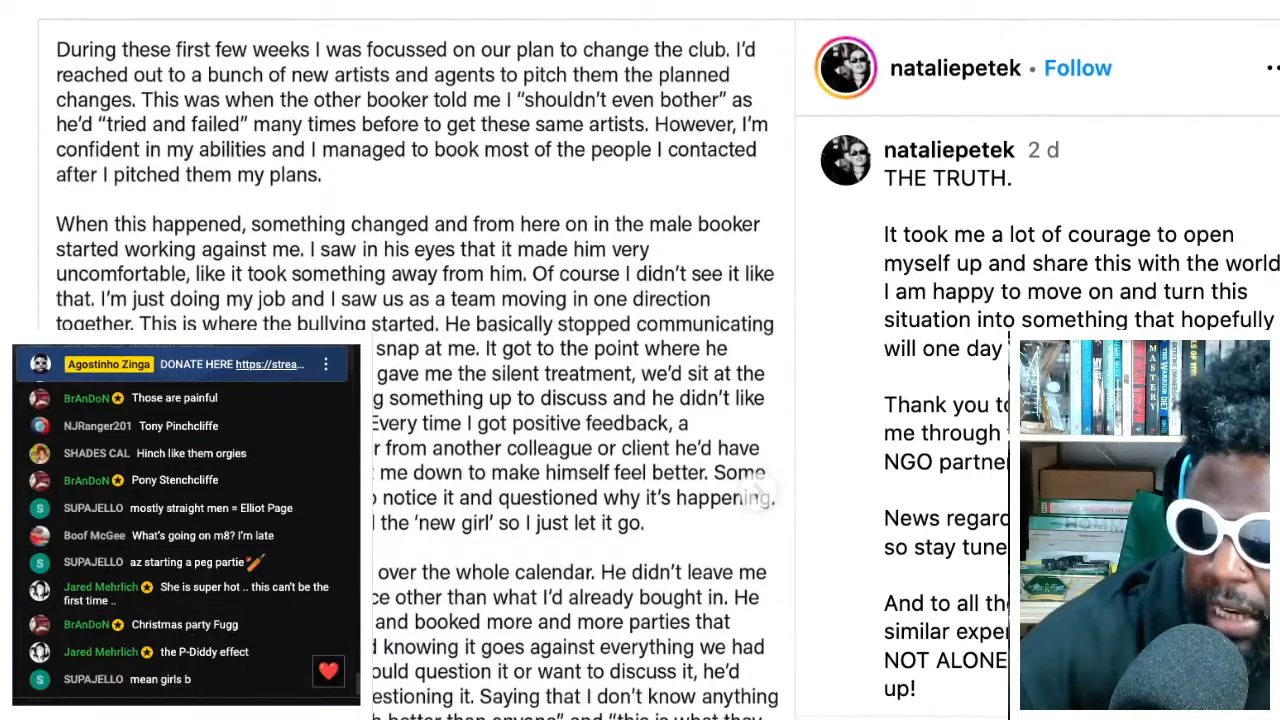 During these first few weeks I was focussed on our plan to change the club. I'd
reached out to a bunch of new artists and agents to pitch them the planned
changes. This was when the other booker told me I “shouldn't even bother” as
he'd “tried and failed” many times before to get these same artists. However, I'm
confident in my abilities and I managed to book most of the people I contacted
after I pitched them my plans.
When this happened, something changed and from here on in the male booker
started working against me. I saw in his eyes that it made him very
uncomfortable, like it took something away from him. Of course I didn't see it like
that. I'm just doing my job and I saw us as a team moving in one direction
together. This is where the bullying started. He basically stopped communicating
snap at me. It got to the point where he
gave me the silent treatment, we'd sit at the
g something up to discuss and he didn't like
Every time I got positive feedback, a
r from another colleague or client he'd have
me down to make himself feel better. Some
notice it and questioned why it's happening.
the ‘new girl’ so I just let it go.
over the whole calendar. He didn't leave me
ce other than what I'd already bought in. He
and booked more and more parties that
knowing it goes against everything we had
ould question it or want to discuss it, he'd
estioning it. Saying that I don't know anything
better than anyone” and “this is what they
nataliepetek • Follow
nataliepetek 2 d
THE TRUTH.
It took me a lot of courage to open
myself up and share this with the world
I am happy to move on and turn this
situation into something that hopefully
will one day
Thank you to
me through
NGO partner
News regard
so stay tune
And to all the
similar exper
NOT ALONE
up!
Agostinho Zinga DONATE HERE https://strea...
BrAnDoN Those are painful
NJRanger201 Tony Pinchcliffe
SHADES CAL Hinch like them orgies
BrAnDoN Pony Stenchcliffe
SUPAJELLO mostly straight men = Elliot Page
Boof McGee What's going on m8? I'm late
SUPAJELLO az starting a peg partie
Jared Mehrlich She is super hot .. this can't be the
first time ..
BrAnDoN Christmas party Fugg
Jared Mehrlich the P-Diddy effect
SUPAJELLO mean girls b
MASTERY
THE WARRIOR DIET